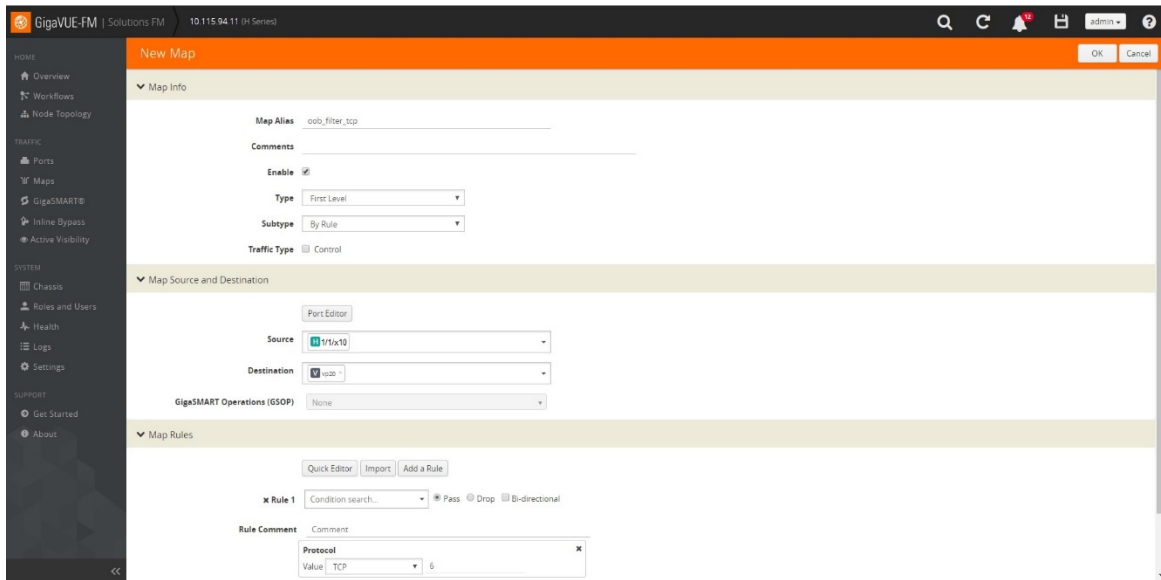 GigaVUE-FM | Solutions FM 10.115.94.11 (H Series) 12 admin
New Map OK Cancel
HOME
Overview
Workflows
Node Topology
TRAFFIC
Ports
Maps
GigaSMART®
Inline Bypass
Active Visibility
SYSTEM
Chassis
Roles and Users
Health
Logs
Settings
SUPPORT
Get Started
About
Map Info
Map Alias oob_filter_tcp
Comments
Enable
Type First Level
Subtype By Rule
Traffic Type Control
Map Source and Destination
Port Editor
Source H 1/1/x10
Destination V vp20
GigaSMART Operations (GSOP) None
Map Rules
Quick Editor Import Add a Rule
x Rule 1 Condition search... Pass Drop Bi-directional
Rule Comment Comment
Protocol x
Value TCP 6